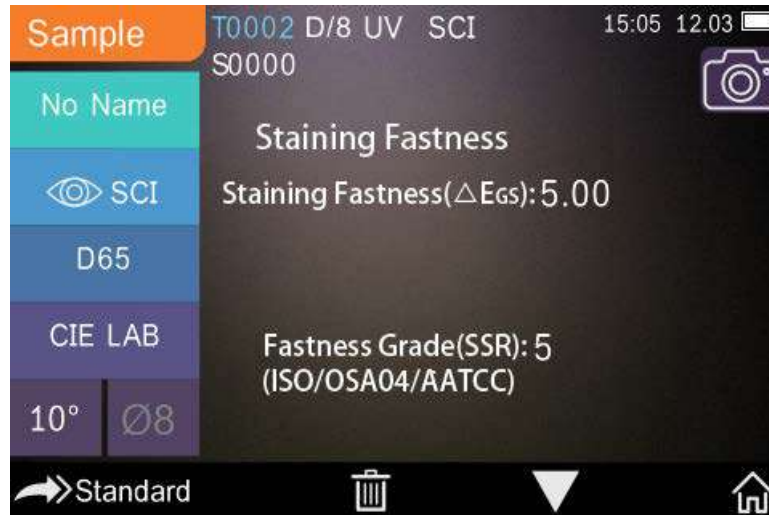 Sample
T0002 D/8 UV SCI
15:05 12.03
S0000
No Name
Staining Fastness
SCI
Staining Fastness(△EGS):5.00
D65
CIE LAB
Fastness Grade(SSR): 5
(ISO/OSA04/AATCC)
10° Ø8
Standard